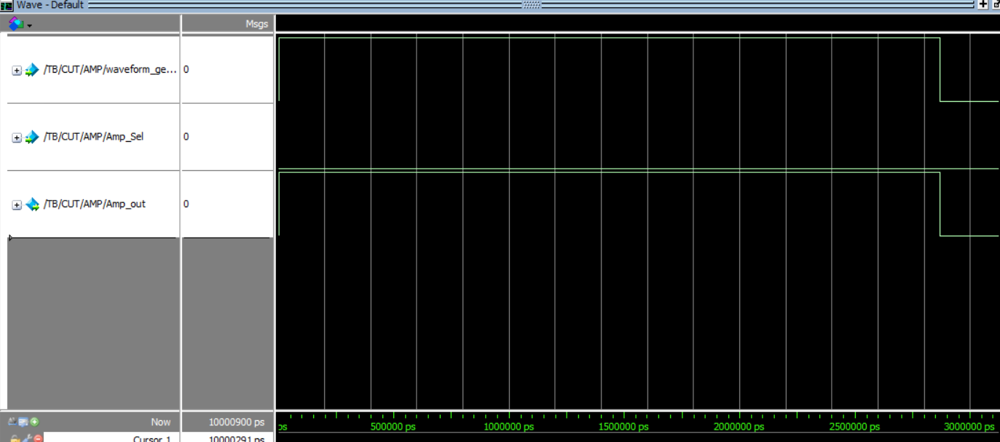 Wave - Default
Msgs
/TB/CUT/AMP/waveform_ge... 0
/TB/CUT/AMP/Amp_Sel 0
/TB/CUT/AMP/Amp_out 0
Now 10000900 ps
ps 500000 ps 1000000 ps 1500000 ps 2000000 ps 2500000 ps 3000000 ps
Cursor 1 10000291 ps